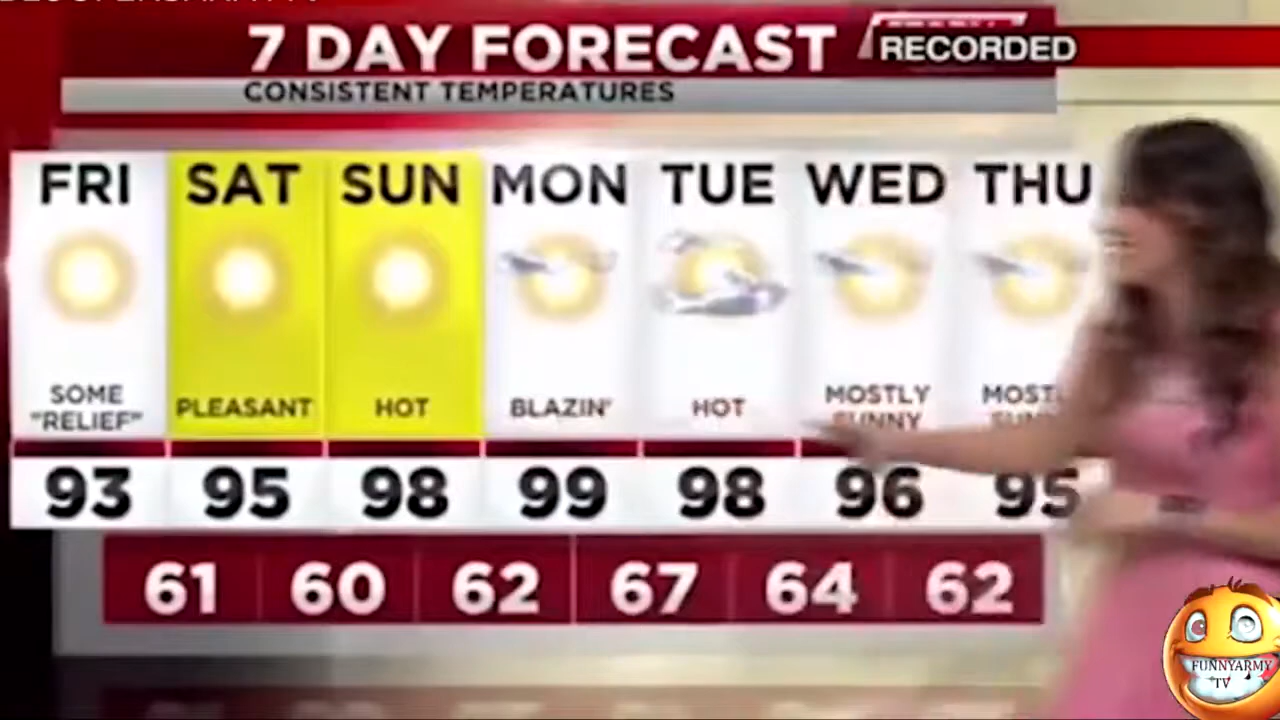 7 DAY FORECAST
RECORDED
CONSISTENT TEMPERATURES
FRI SAT SUN MON TUE WED THU
SOME "RELIEF"
PLEASANT
HOT
BLAZIN'
HOT
MOSTLY SUNNY
93 95 98 99 98 96 95
61 60 62 67 64 62
FUNNYARMY
TV